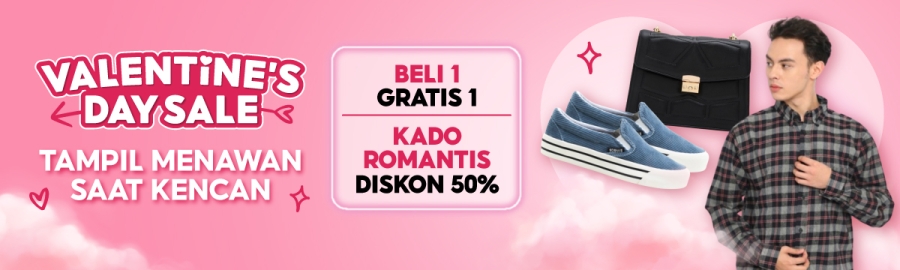 VALENTINE'S
DAY SALE
TAMPIL MENAWAN
SAAT KENCAN
BELI 1
GRATIS 1
KADO
ROMANTIS
DISKON 50%